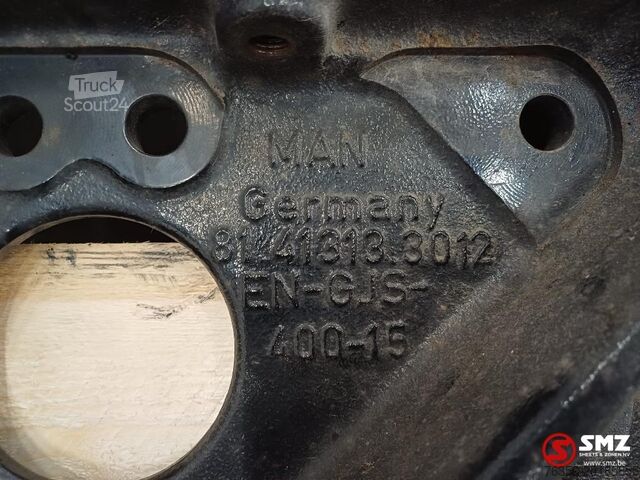 Truck
Scout24
MAN
Germany
81.41313.3012
EN-GJS-
400-15
SMZ
SMEETS & ZONEN NV
www.smz.be